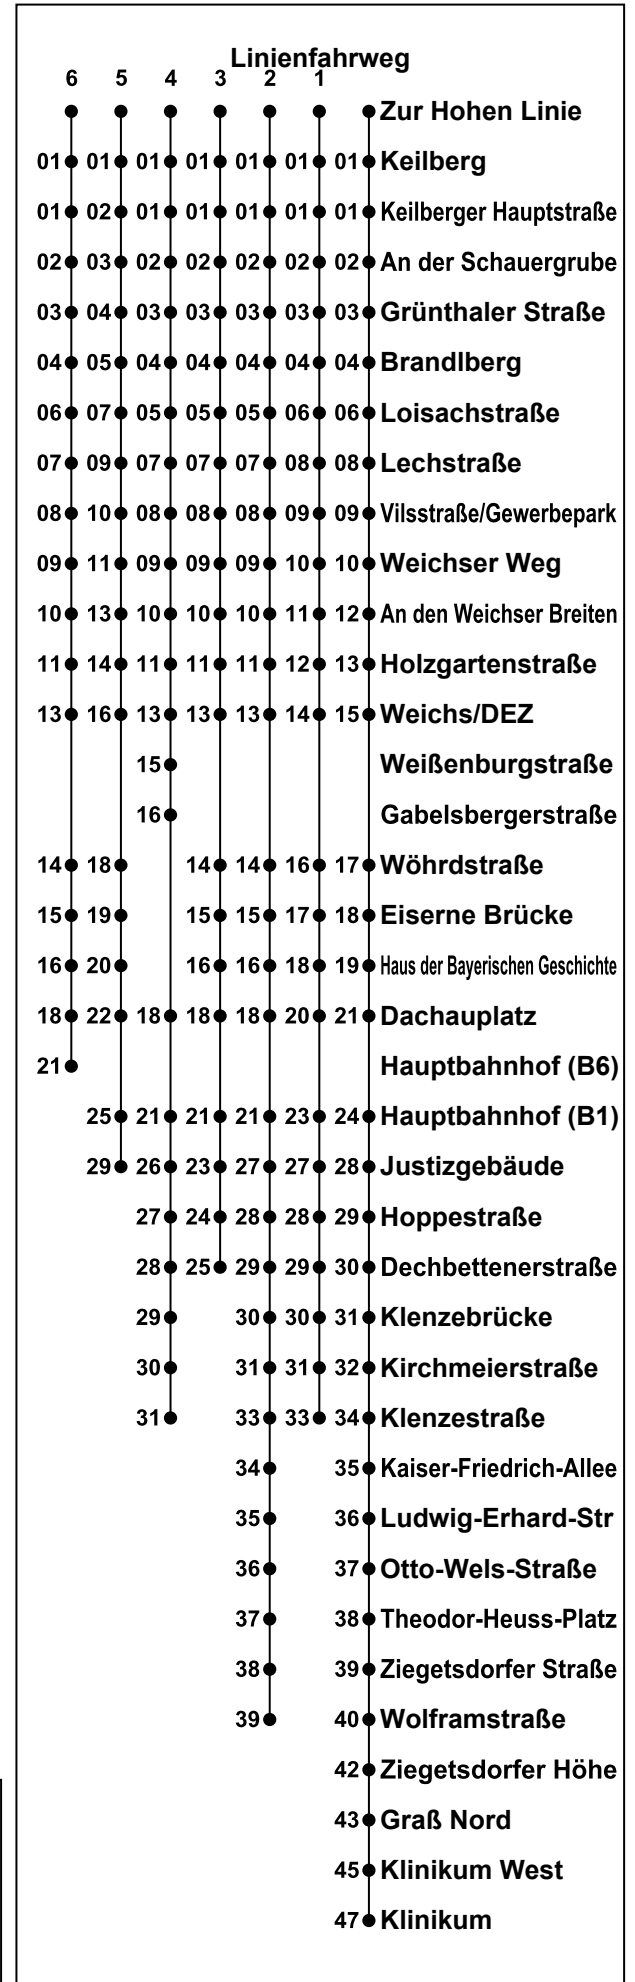 Linienfahrweg
6 5 4 3 2 1
Zur Hohen Linie
01 01 01 01 01 01 01 Keilberg
01 02 01 01 01 01 01 Keilberger Hauptstraße
02 03 02 02 02 02 02 An der Schauergrube
03 04 03 03 03 03 03 Grünthaler Straße
04 05 04 04 04 04 04 Brandlberg
06 07 05 05 05 06 06 Loisachstraße
07 09 07 07 07 08 08 Lechstraße
08 10 08 08 08 09 09 Vilsstraße/Gewerbepark
09 11 09 09 09 10 10 Weichser Weg
10 13 10 10 10 11 12 An den Weichser Breiten
11 14 11 11 11 12 13 Holzgartenstraße
13 16 13 13 13 14 15 Weichs/DEZ
15 Weißenburgstraße
16 Gabelsbergerstraße
14 18 14 14 16 17 Wöhrdstraße
15 19 15 15 17 18 Eiserne Brücke
16 20 16 16 18 19 Haus der Bayerischen Geschichte
18 22 18 18 18 20 21 Dachauplatz
21 Hauptbahnhof (B6)
25 21 21 21 23 24 Hauptbahnhof (B1)
29 26 23 27 27 28 Justizgebäude
27 24 28 28 29 Hoppestraße
28 25 29 29 30 Dechbettenerstraße
29 30 30 31 Klenzebrücke
30 31 31 32 Kirchmeierstraße
31 33 33 34 Klenzestraße
34 35 Kaiser-Friedrich-Allee
35 36 Ludwig-Erhard-Str
36 37 Otto-Wels-Straße
37 38 Theodor-Heuss-Platz
38 39 Ziegetsdorfer Straße
39 40 Wolframstraße
42 Ziegetsdorfer Höhe
43 Graß Nord
45 Klinikum West
47 Klinikum